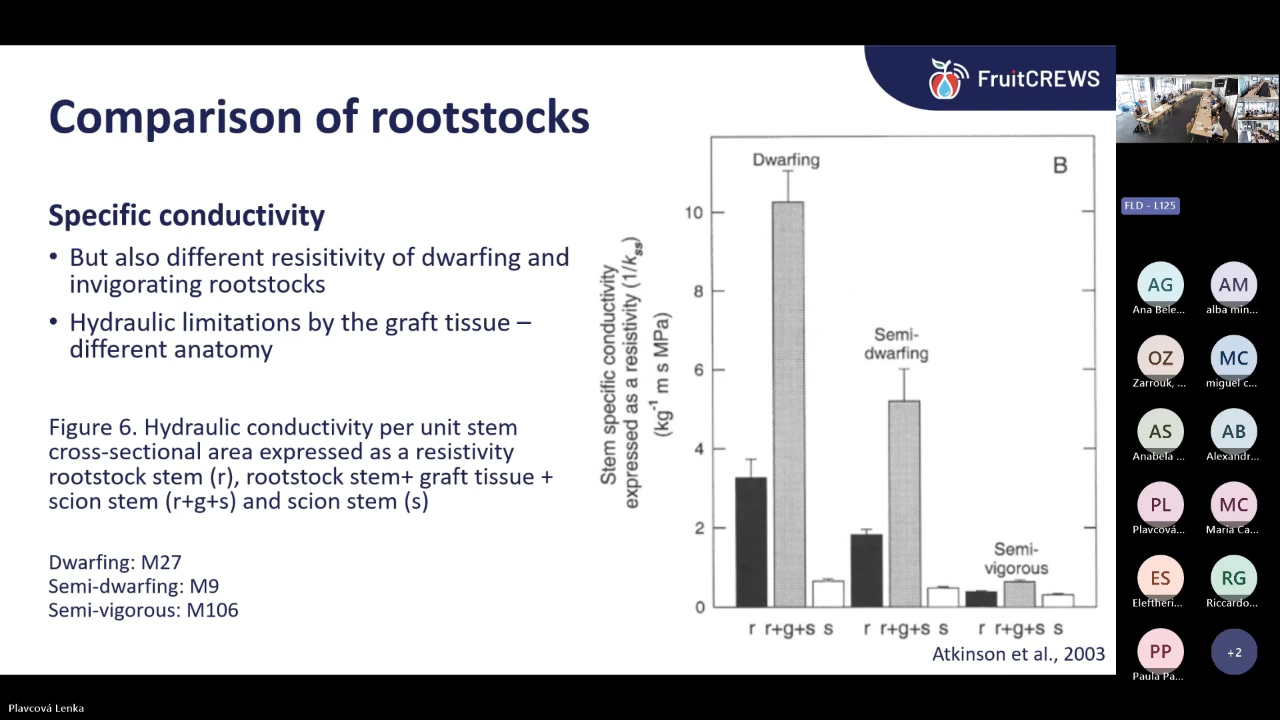 FruitCREWS
Comparison of rootstocks
Specific conductivity
• But also different resisitivity of dwarfing and
invigorating rootstocks
• Hydraulic limitations by the graft tissue –
different anatomy
Figure 6. Hydraulic conductivity per unit stem
cross-sectional area expressed as a resistivity
rootstock stem (r), rootstock stem+ graft tissue +
scion stem (r+g+s) and scion stem (s)
Dwarfing: M27
Semi-dwarfing: M9
Semi-vigorous: M106
Stem specific conductivity
expressed as a resistivity (1/kss)
(kg-1 m s MPa)
B
Dwarfing
Semi-
dwarfing
Semi-
vigorous
10
8
6
4
2
0
r r+g+s s r r+g+s s r r+g+s s
Atkinson et al., 2003
FLD - L125
AG AM
Ana Bele... alba min...
OZ MC
Zarrouk, ... miguel c...
AS AB
Anabela ... Alexandr...
PL MC
Plavcová... Maria Ca...
ES RG
Eleftheri... Riccardo...
PP +2
Paula Pa...
Plavcová Lenka